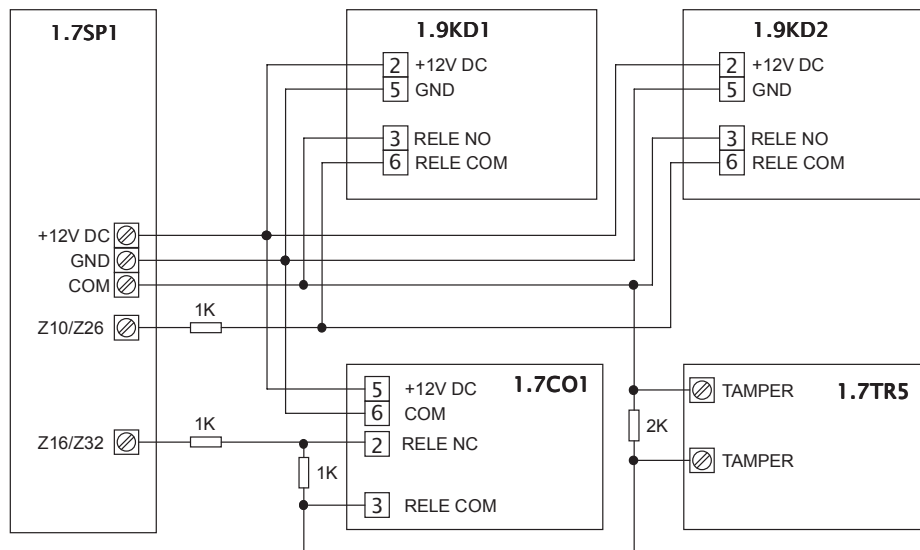 1.7SP1
+12V DC
GND
COM
Z10/Z26
1K
Z16/Z32
1K
1K
1.9KD1
2 +12V DC
5 GND
3 RELE NO
6 RELE COM
1.9KD2
2 +12V DC
5 GND
3 RELE NO
6 RELE COM
1.7CO1
5 +12V DC
6 COM
2 RELE NC
3 RELE COM
2K
1.7TR5
TAMPER
TAMPER